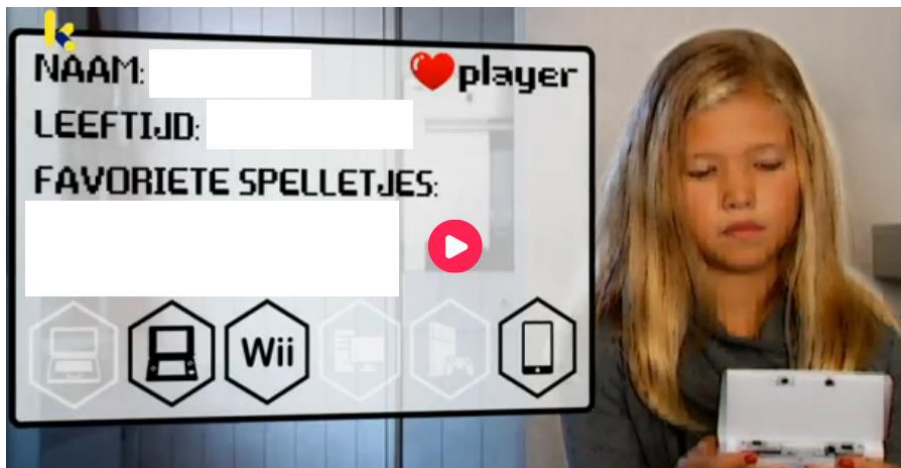 NAAM:
player
LEEFTIJD:
FAVORIETE SPELLETJES:
Wii